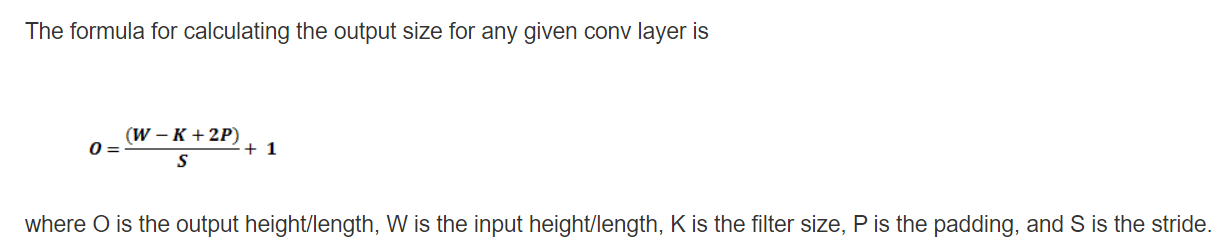 The formula for calculating the output size for any given conv layer is
O = (W − K + 2P) / S + 1
where O is the output height/length, W is the input height/length, K is the filter size, P is the padding, and S is the stride.